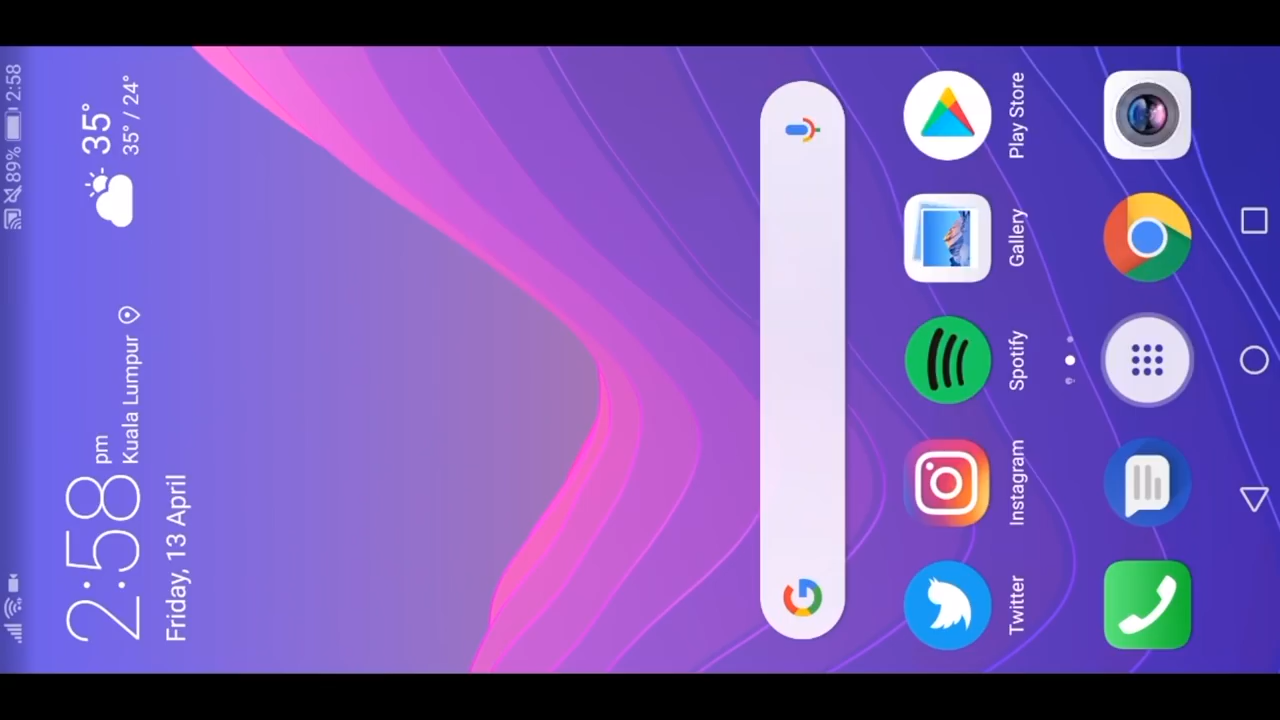 89% 2:58
2:58 pm
Kuala Lumpur
35°
35° / 24°
Friday, 13 April
Twitter
Instagram
Spotify
Gallery
Play Store